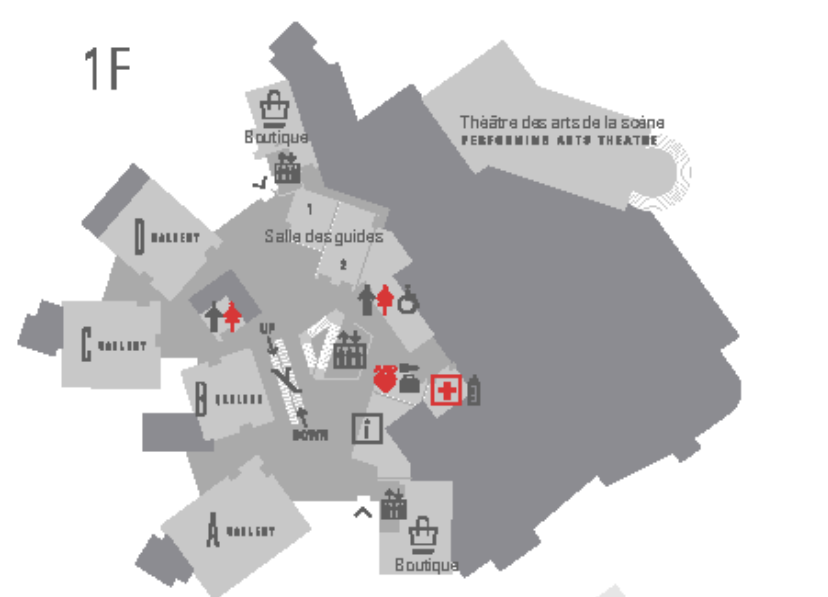 1F
Théâtre des arts de la scène
PERFORMING ARTS THEATRE
Boutique
1
Salle des guides
2
D GALLERY
C GALLERY
UP
B GALLERY
DOWN
i
A GALLERY
Boutique